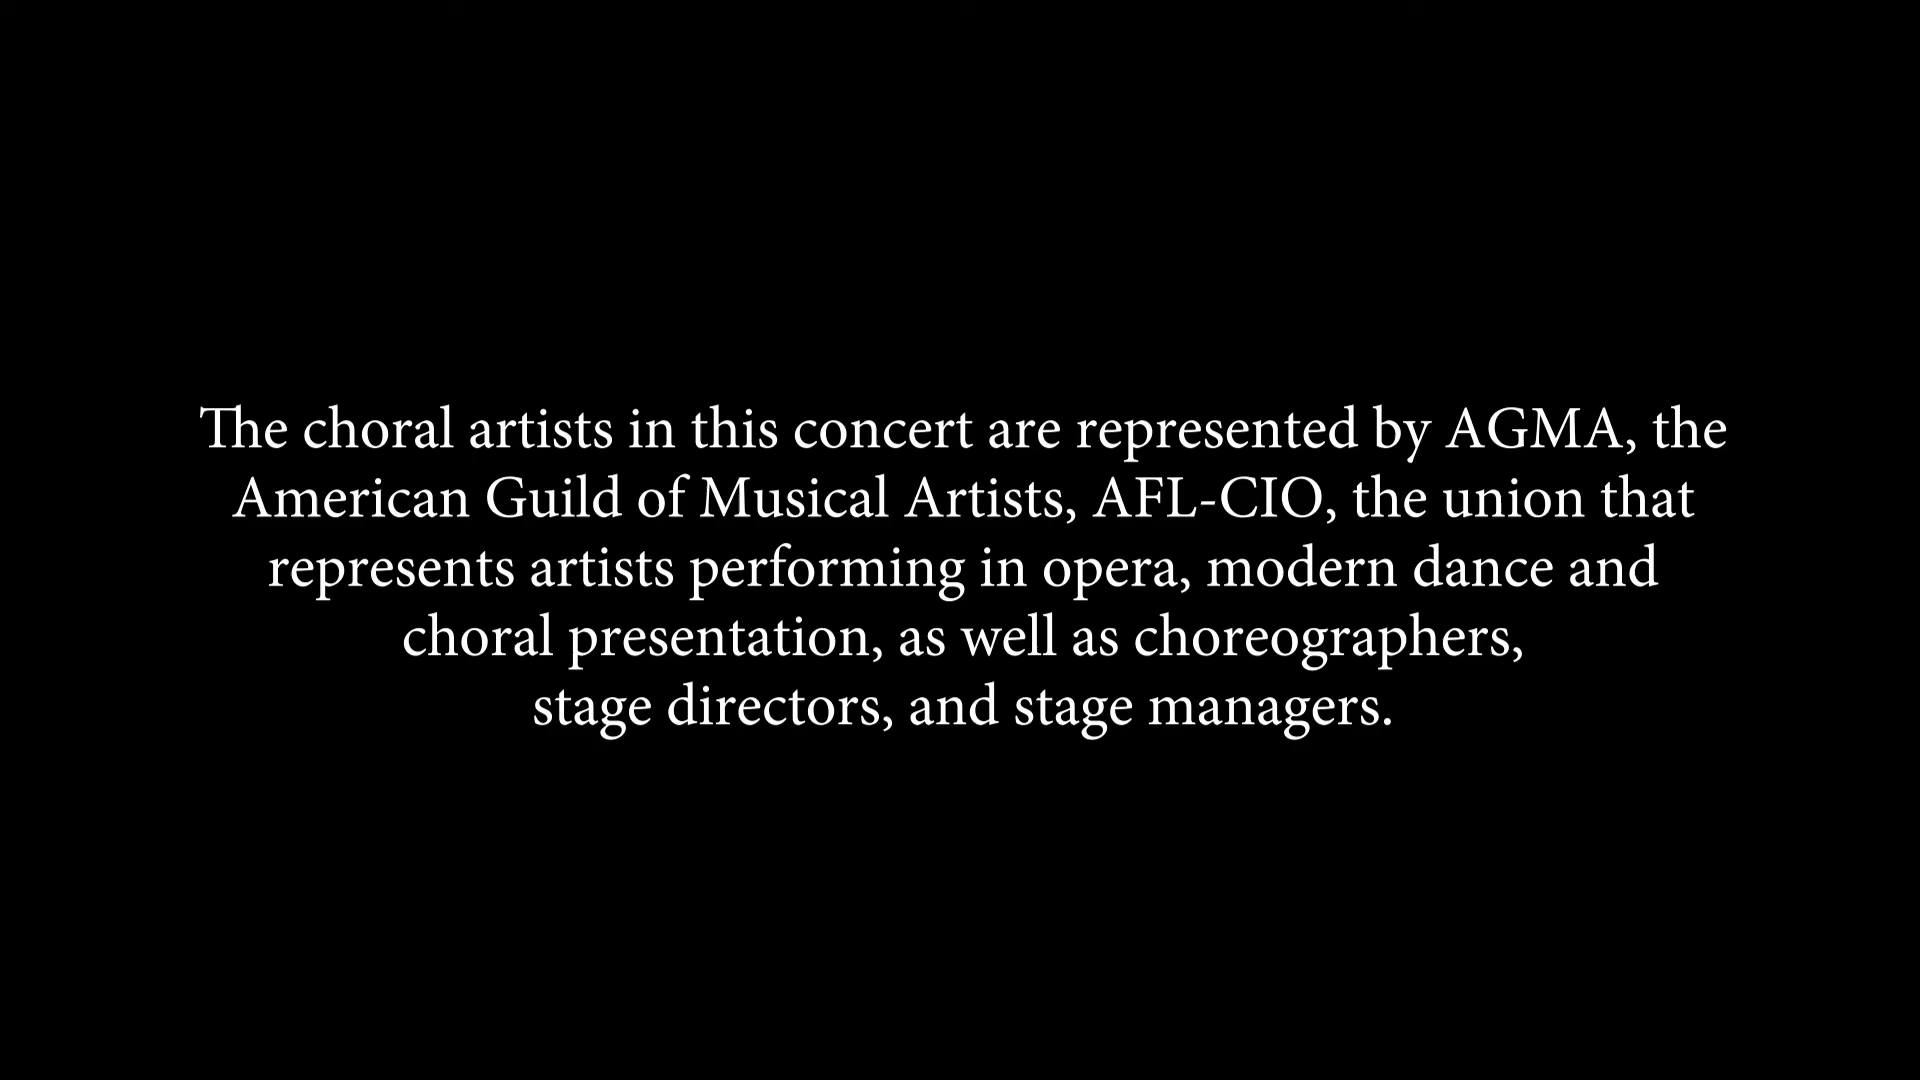 The choral artists in this concert are represented by AGMA, the
American Guild of Musical Artists, AFL-CIO, the union that
represents artists performing in opera, modern dance and
choral presentation, as well as choreographers,
stage directors, and stage managers.